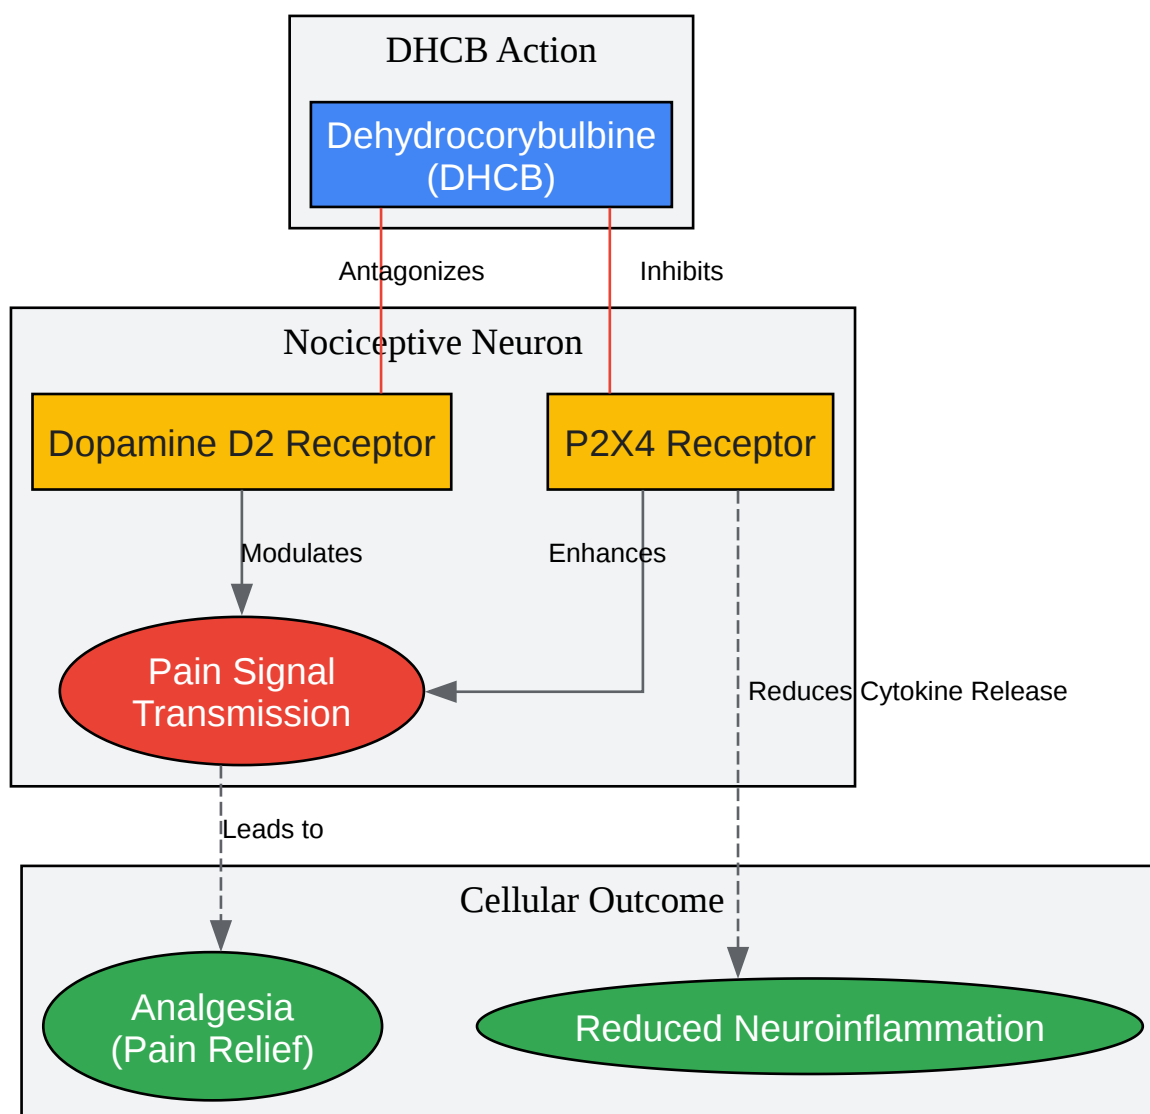 DHCB Action
Dehydrocorybulbine
(DHCB)
Antagonizes
Inhibits
Nociceptive Neuron
Dopamine D2 Receptor
P2X4 Receptor
Modulates
Enhances
Pain Signal
Transmission
Reduces Cytokine Release
Leads to
Cellular Outcome
Analgesia
(Pain Relief)
Reduced Neuroinflammation